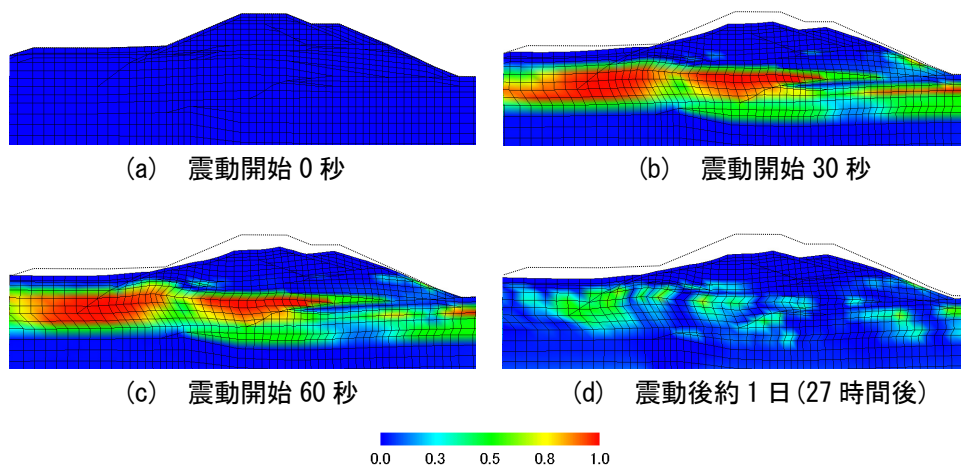 (a) 震動開始 0 秒
(b) 震動開始 30 秒
(c) 震動開始 60 秒
(d) 震動後約 1 日(27 時間後)
0.0 0.3 0.5 0.8 1.0